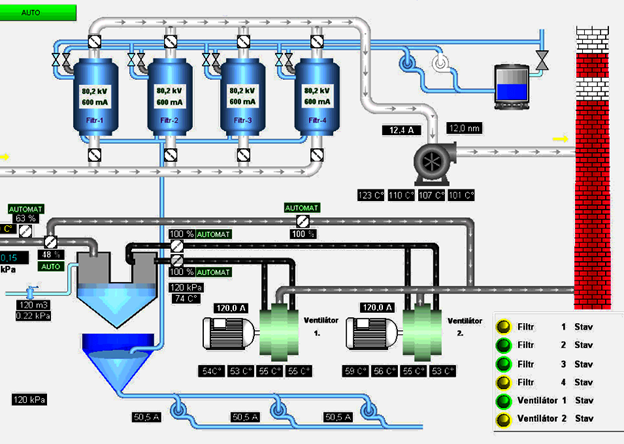 AUTO
80,2 kV
600 mA
Filtr-1
80,2 kV
600 mA
Filtr-2
80,2 kV
600 mA
Filtr-3
80,2 kV
600 mA
Filtr-4
12,4 A
12,0 nm
123 C° 110 C° 107 C° 101 C°
AUTOMAT
63 %
C°
0,15
kPa
48 %
AUTO
AUTOMAT
100 %
100 % AUTOMAT
100 % AUTOMAT
120 kPa
74 C°
120 m3
0.22 kPa
120,0 A
Ventilátor
1.
54C° 53 C° 55 C° 55 C°
120,0 A
Ventilátor
2.
59 C° 56 C° 55 C° 53 C°
120 kPa
50,5 A
50,5 A
50,5 A
Filtr 1 Stav
Filtr 2 Stav
Filtr 3 Stav
Filtr 4 Stav
Ventilátor 1 Stav
Ventilátor 2 Stav